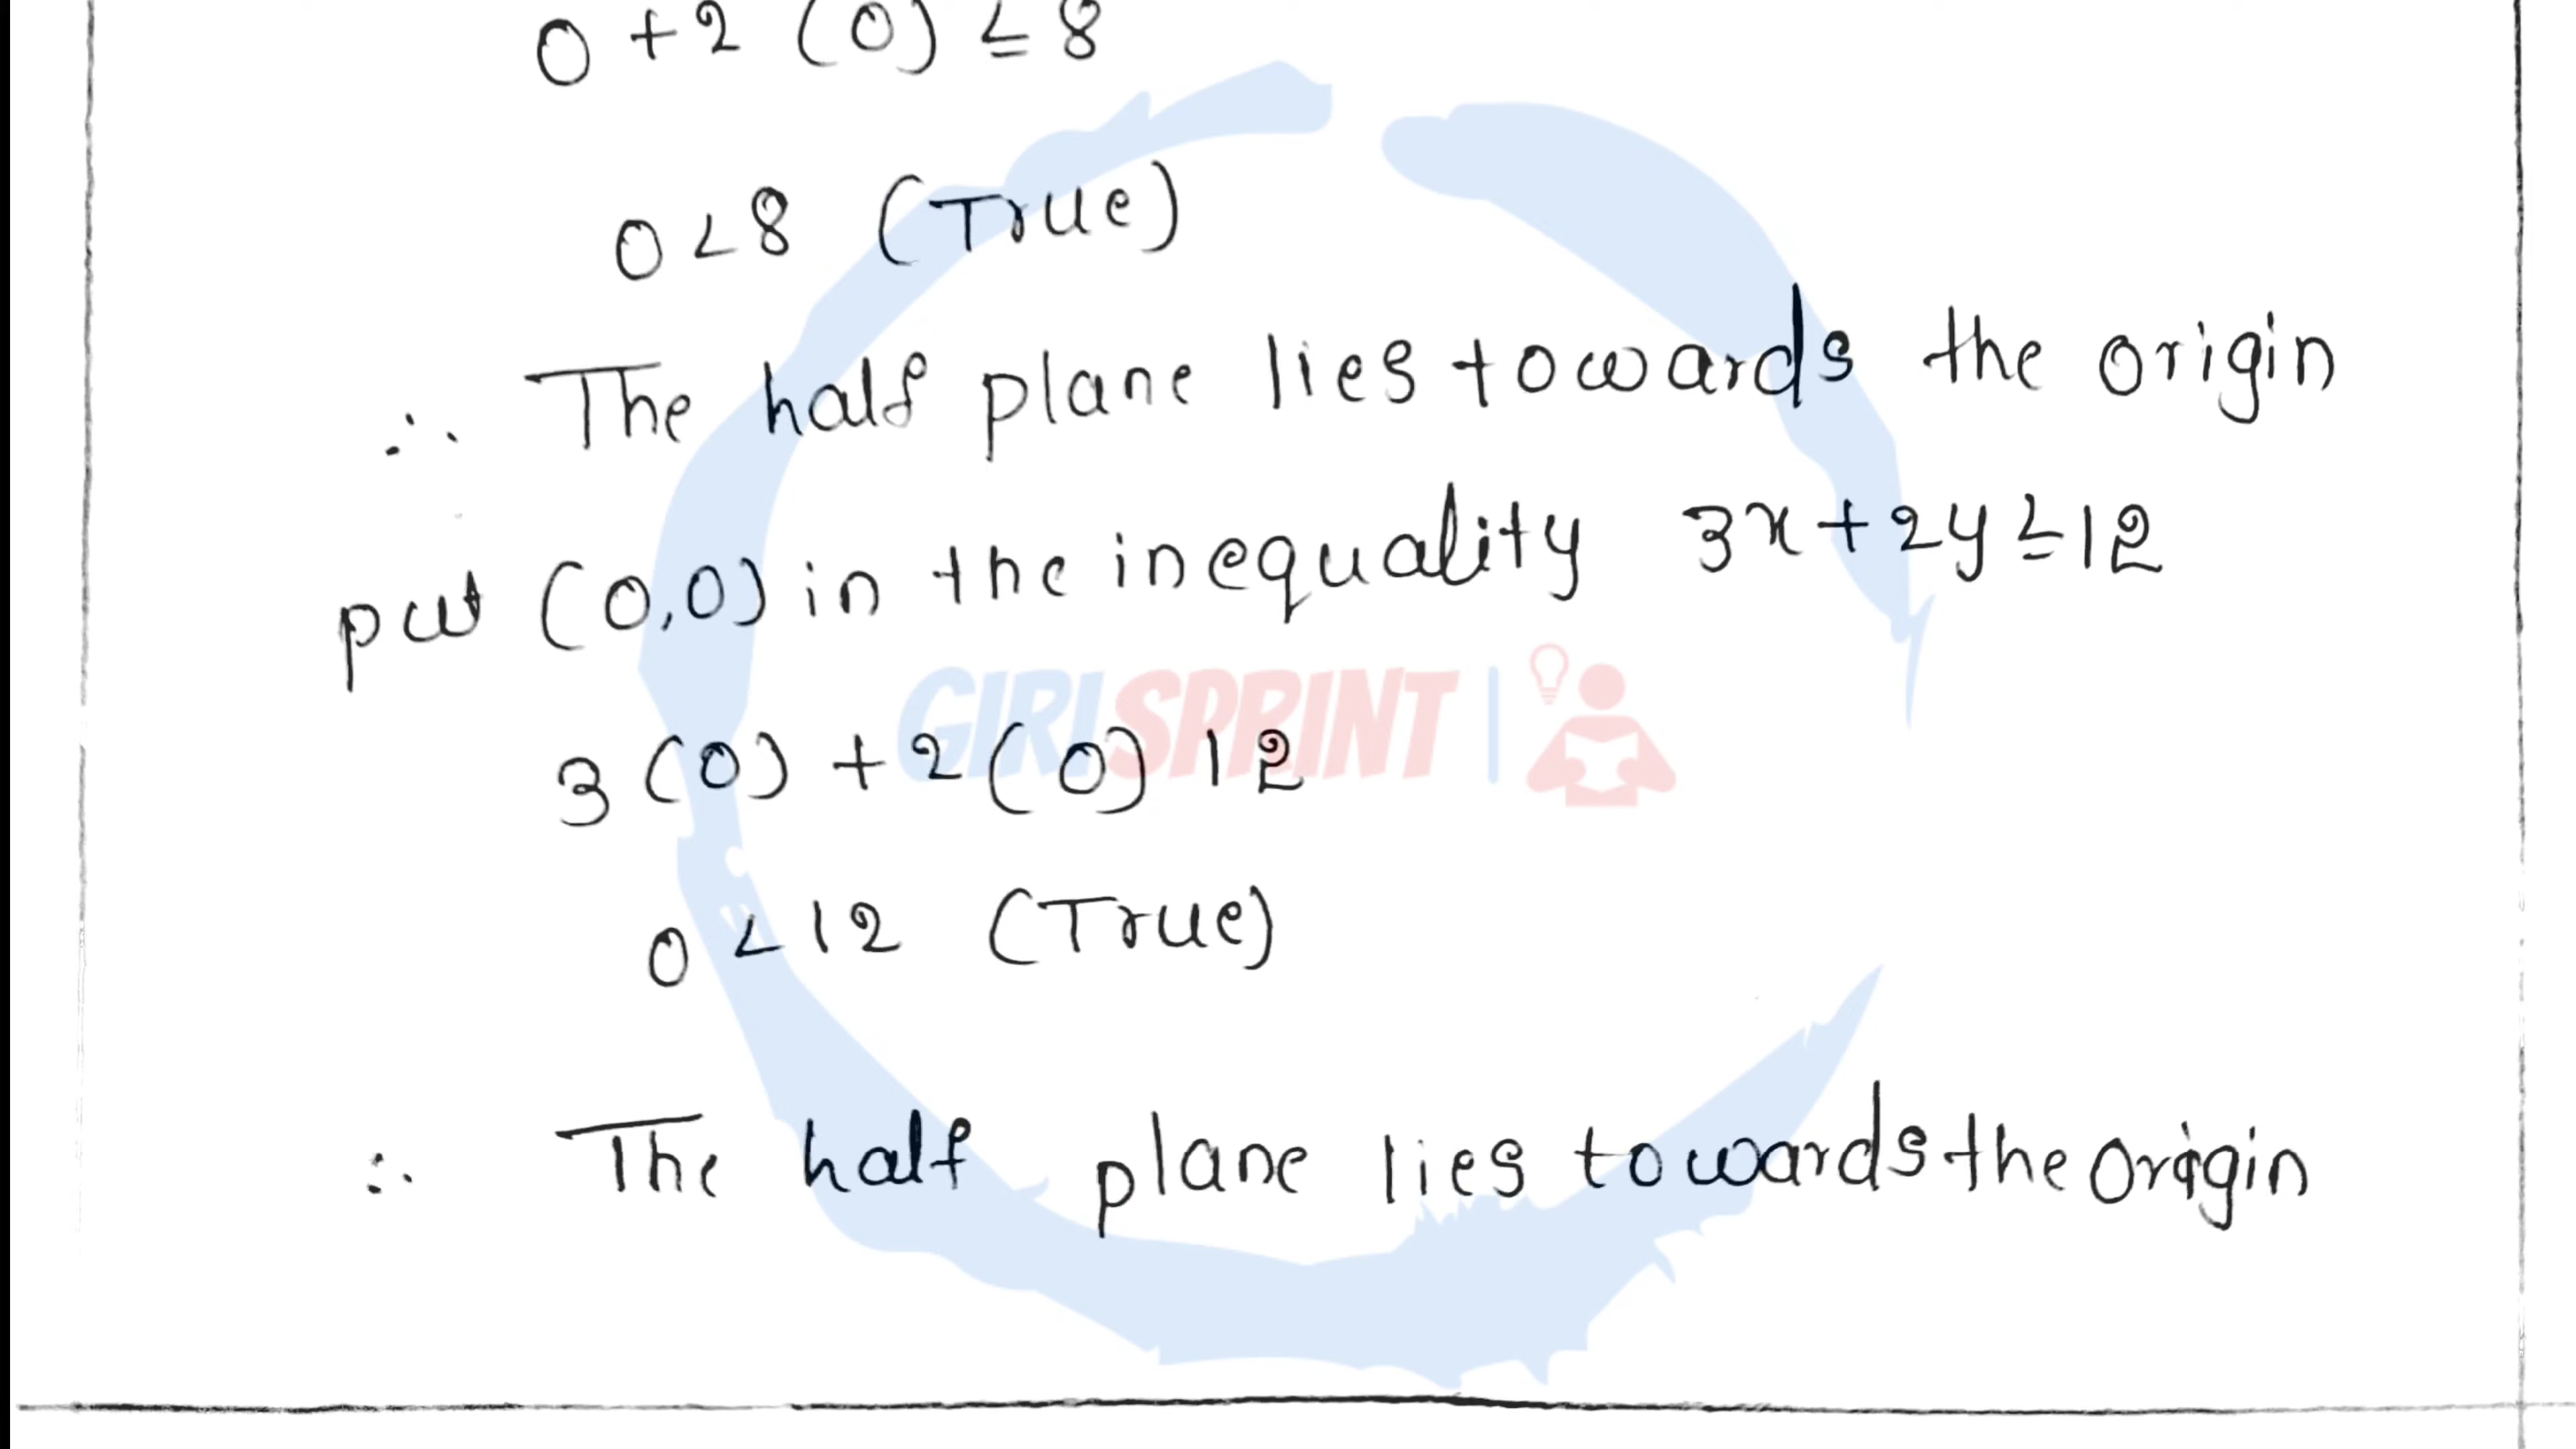 0 + 2 (0) ≤ 8
0 < 8 (True)
∴ The half plane lies towards the origin
put (0,0) in the inequality 3x + 2y ≤ 12
3 (0) + 2 (0) 12
0 < 12 (True)
∴ The half plane lies towards the origin
GIRISPRINT